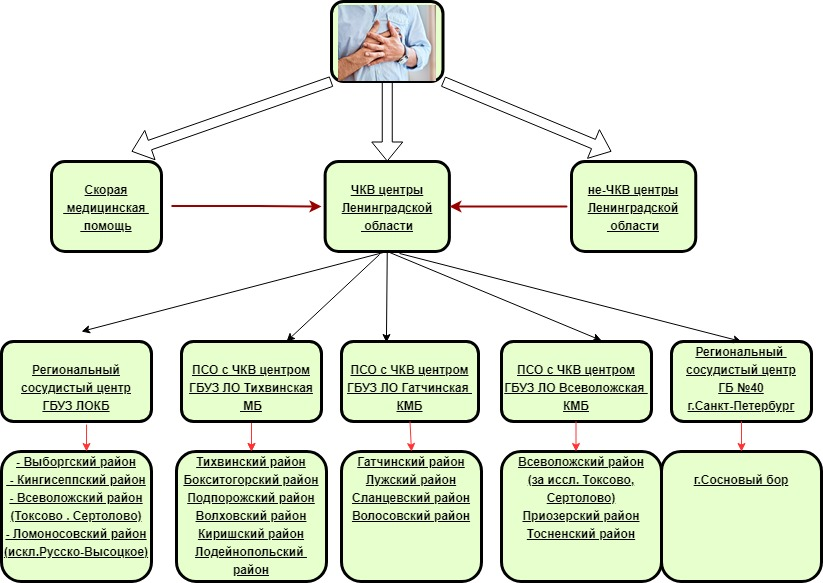 Скорая
медицинская
помощь
ЧКВ центры
Ленинградской
области
не-ЧКВ центры
Ленинградской
области
Региональный
сосудистый центр
ГБУЗ ЛОКБ
ПСО с ЧКВ центром
ГБУЗ ЛО Тихвинская
МБ
ПСО с ЧКВ центром
ГБУЗ ЛО Гатчинская
КМБ
ПСО с ЧКВ центром
ГБУЗ ЛО Всеволожская
КМБ
Региональный
сосудистый центр
ГБ №40
г.Санкт-Петербург
- Выборгский район
- Кингисеппский район
- Всеволожский район
(Токсово . Сертолово)
- Ломоносовский район
(искл.Русско-Высоцкое)
Тихвинский район
Бокситогорский район
Подпорожский район
Волховский район
Киришский район
Лодейнопольский
район
Гатчинский район
Лужский район
Сланцевский район
Волосовский район
Всеволожский район
(за иссл. Токсово,
Сертолово)
Приозерский район
Тосненский район
г.Сосновый бор